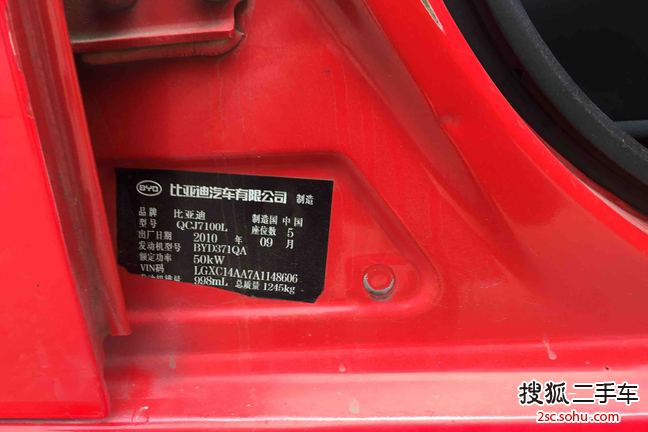 BYD 比亚迪汽车有限公司 制造
品牌 比亚迪 制造国 中国
型号 QCJ7100L 座位数 5
出厂日期 2010 年 09 月
发动机型号 BYD371QA
额定功率 50kW
VIN码 LGXC14AA7A1148606
998mL 总质量 1245kg
搜狐二手车
2sc.sohu.com